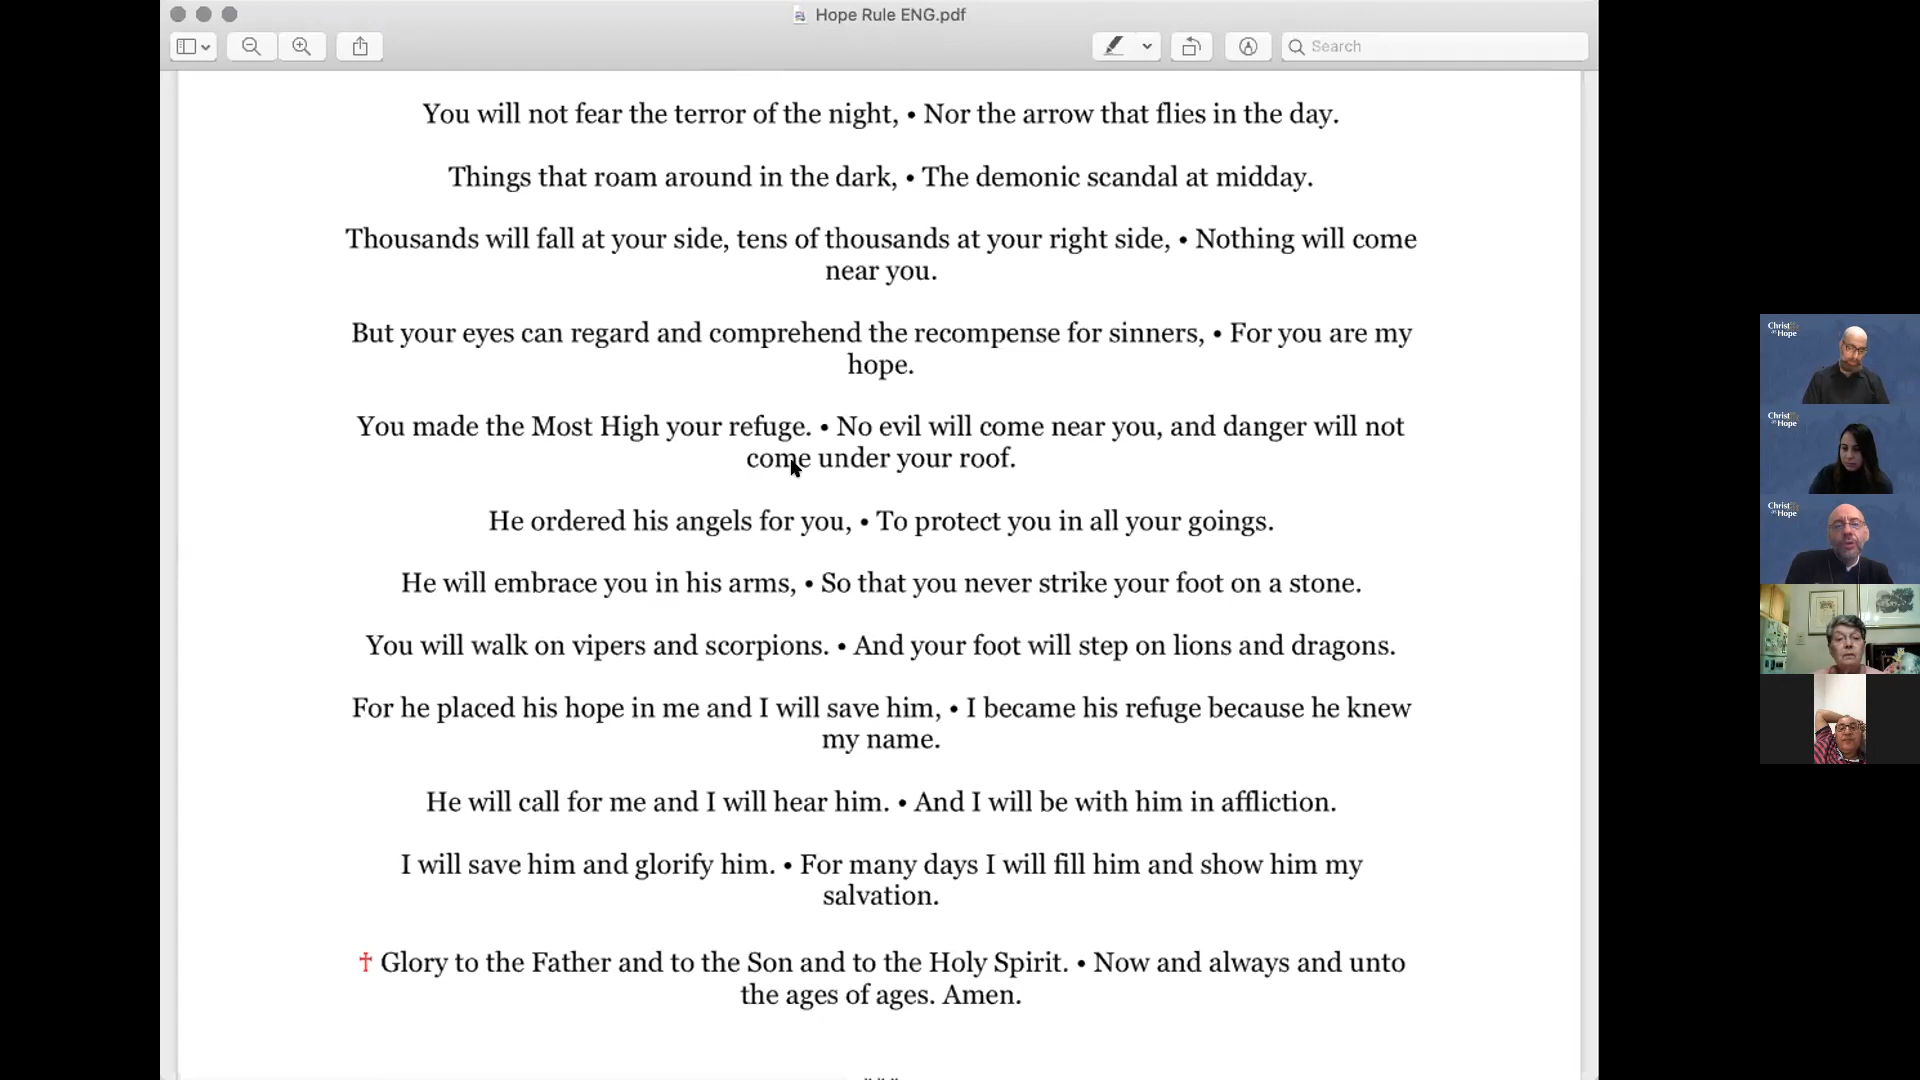 Hope Rule ENG.pdf
Search
You will not fear the terror of the night, • Nor the arrow that flies in the day.
Things that roam around in the dark, • The demonic scandal at midday.
Thousands will fall at your side, tens of thousands at your right side, • Nothing will come
near you.
But your eyes can regard and comprehend the recompense for sinners, • For you are my
hope.
You made the Most High your refuge. • No evil will come near you, and danger will not
come under your roof.
He ordered his angels for you, • To protect you in all your goings.
He will embrace you in his arms, • So that you never strike your foot on a stone.
You will walk on vipers and scorpions. • And your foot will step on lions and dragons.
For he placed his hope in me and I will save him, • I became his refuge because he knew
my name.
He will call for me and I will hear him. • And I will be with him in affliction.
I will save him and glorify him. • For many days I will fill him and show him my
salvation.
† Glory to the Father and to the Son and to the Holy Spirit. • Now and always and unto
the ages of ages. Amen.
Christ
Hope
Christ
Hope
Christ
Hope